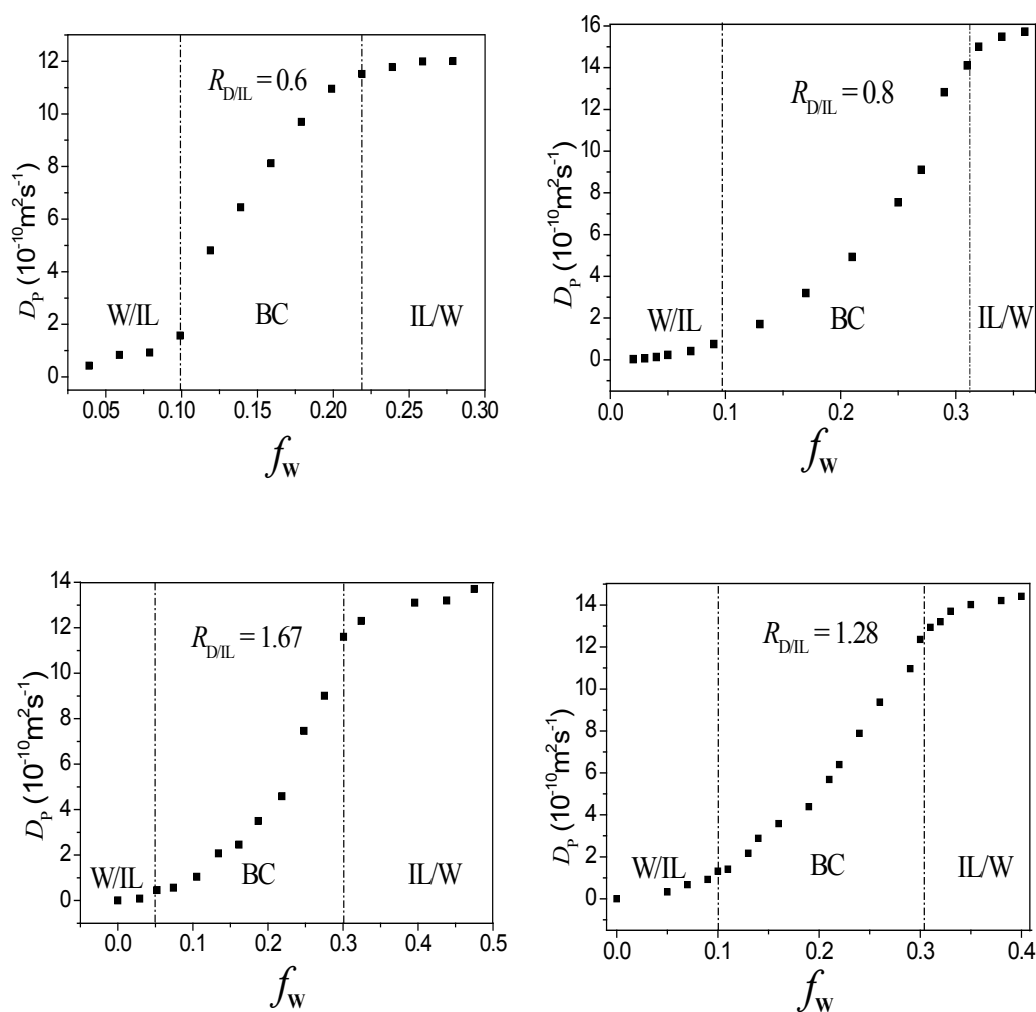 12
10
8
6
4
2
0
D_P (10^-10 m^2 s^-1)
R_D/IL = 0.6
W/IL
BC
IL/W
0.05
0.10
0.15
0.20
0.25
0.30
f_w
16
14
12
10
8
6
4
2
0
D_P (10^-10 m^2 s^-1)
R_D/IL = 0.8
W/IL
BC
IL/W
0.0
0.1
0.2
0.3
f_w
14
12
10
8
6
4
2
0
D_P (10^-10 m^2 s^-1)
R_D/IL = 1.67
W/IL
BC
IL/W
0.0
0.1
0.2
0.3
0.4
0.5
f_w
14
12
10
8
6
4
2
0
D_P (10^-10 m^2 s^-1)
R_D/IL = 1.28
W/IL
BC
IL/W
0.0
0.1
0.2
0.3
0.4
f_w